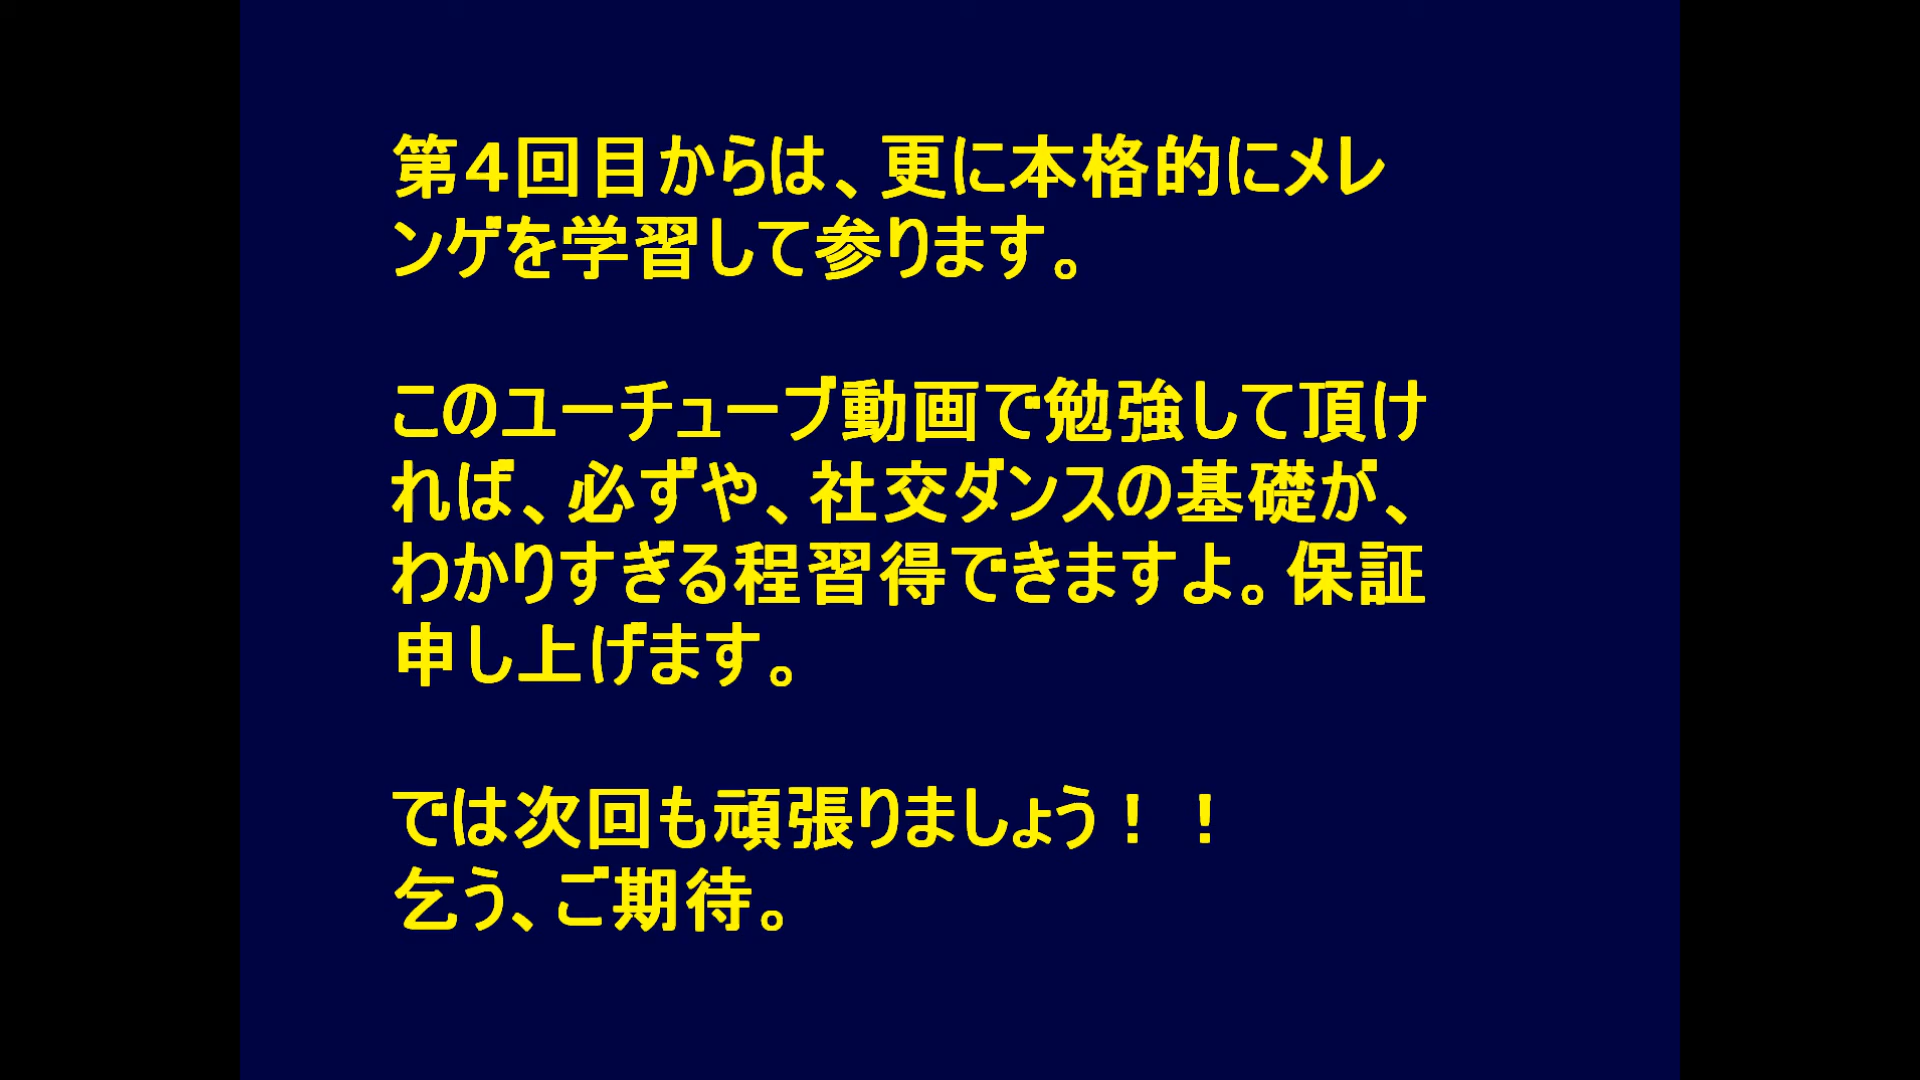 第４回目からは、更に本格的にメレ
ンゲを学習して参ります。
このユーチューブ動画で勉強して頂け
れば、必ずや、社交ダンスの基礎が、
わかりすぎる程習得できますよ。保証
申し上げます。
では次回も頑張りましょう！！
乞う、ご期待。